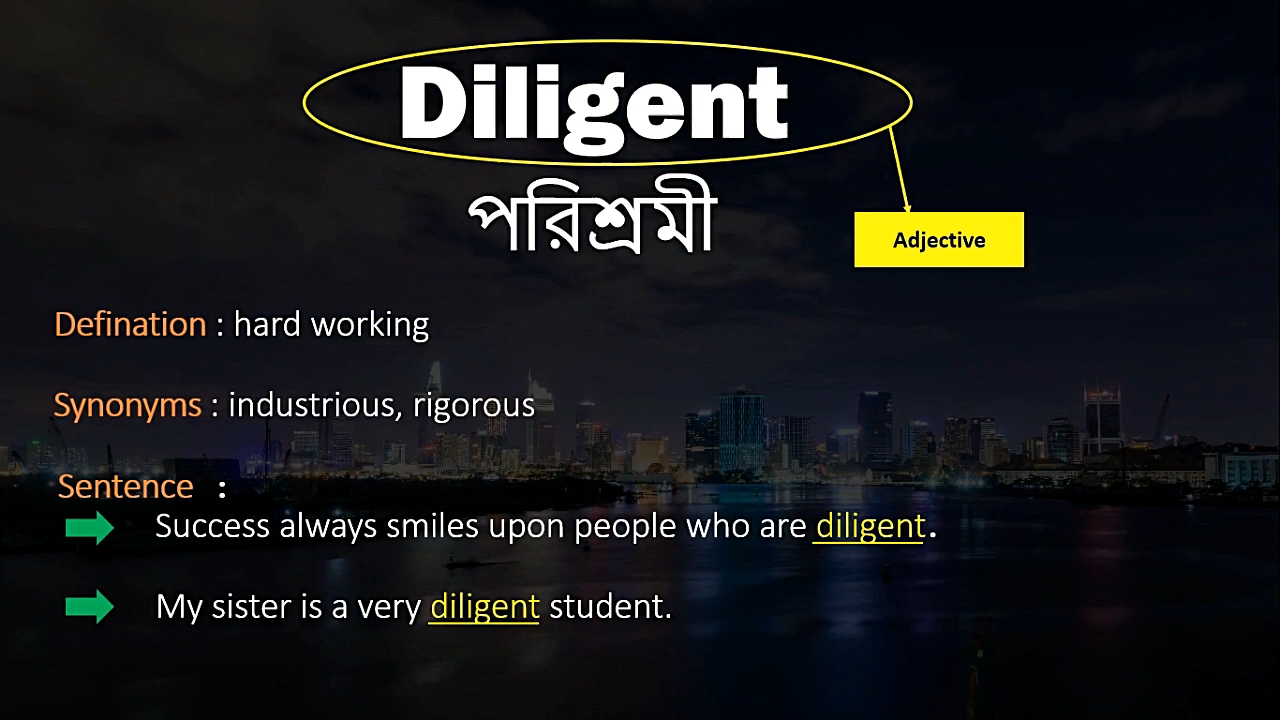 Diligent
পরিশ্রমী
Adjective
Defination : hard working
Synonyms : industrious, rigorous
Sentence :
Success always smiles upon people who are diligent.
My sister is a very diligent student.